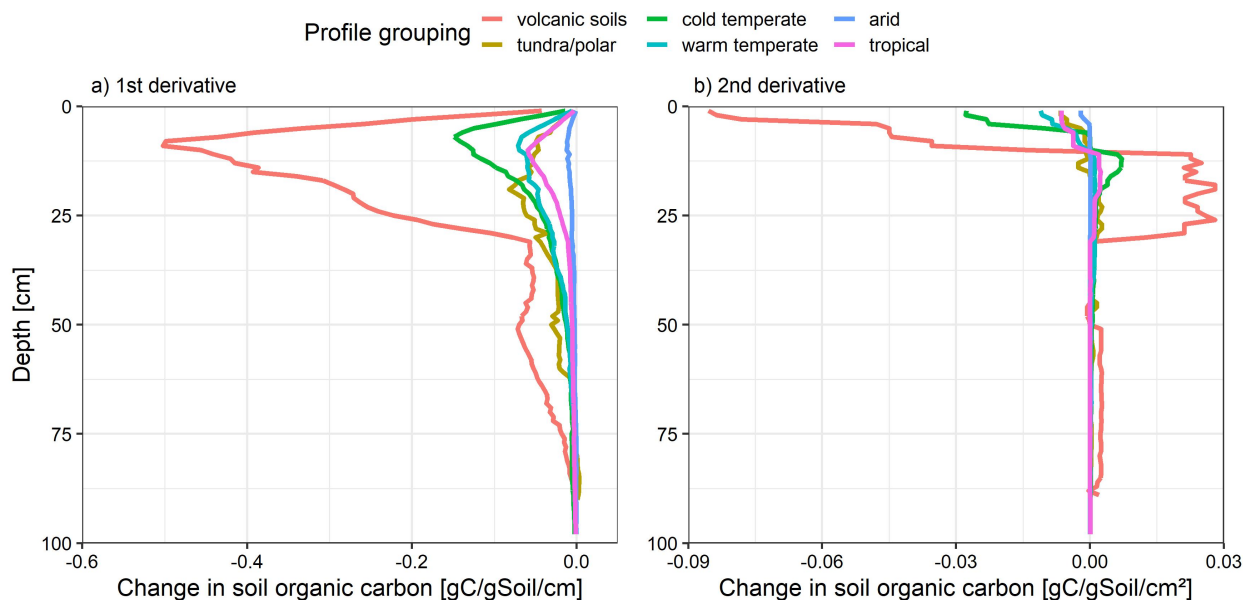 Profile grouping
volcanic soils cold temperate arid
tundra/polar warm temperate tropical
a) 1st derivative
b) 2nd derivative
Depth [cm]
0
25
50
75
100
-0.6 -0.4 -0.2 0.0
Change in soil organic carbon [gC/gSoil/cm]
0
25
50
75
100
-0.09 -0.06 -0.03 0.00 0.03
Change in soil organic carbon [gC/gSoil/cm²]